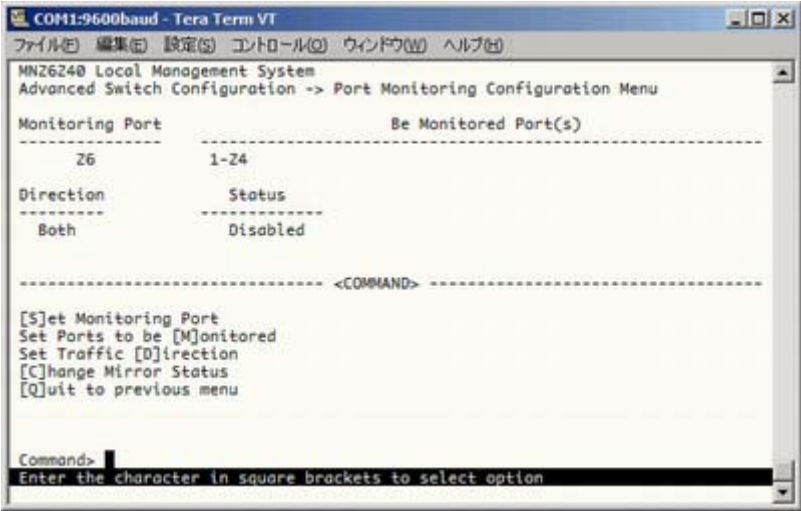 COM1:9600baud - Tera Term VT
ファイル(F) 編集(E) 設定(S) コントロール(O) ウィンドウ(W) ヘルプ(H)
MN26240 Local Management System
Advanced Switch Configuration -> Port Monitoring Configuration Menu
Monitoring Port Be Monitored Port(s)
--------------- -----------------------------------------------------------
26 1-24
Direction Status
--------- -------------
Both Disabled
-------------------------------- <COMMAND> -----------------------------------
[S]et Monitoring Port
Set Ports to be [M]onitored
Set Traffic [D]irection
[C]hange Mirror Status
[Q]uit to previous menu
Command>
Enter the character in square brackets to select option